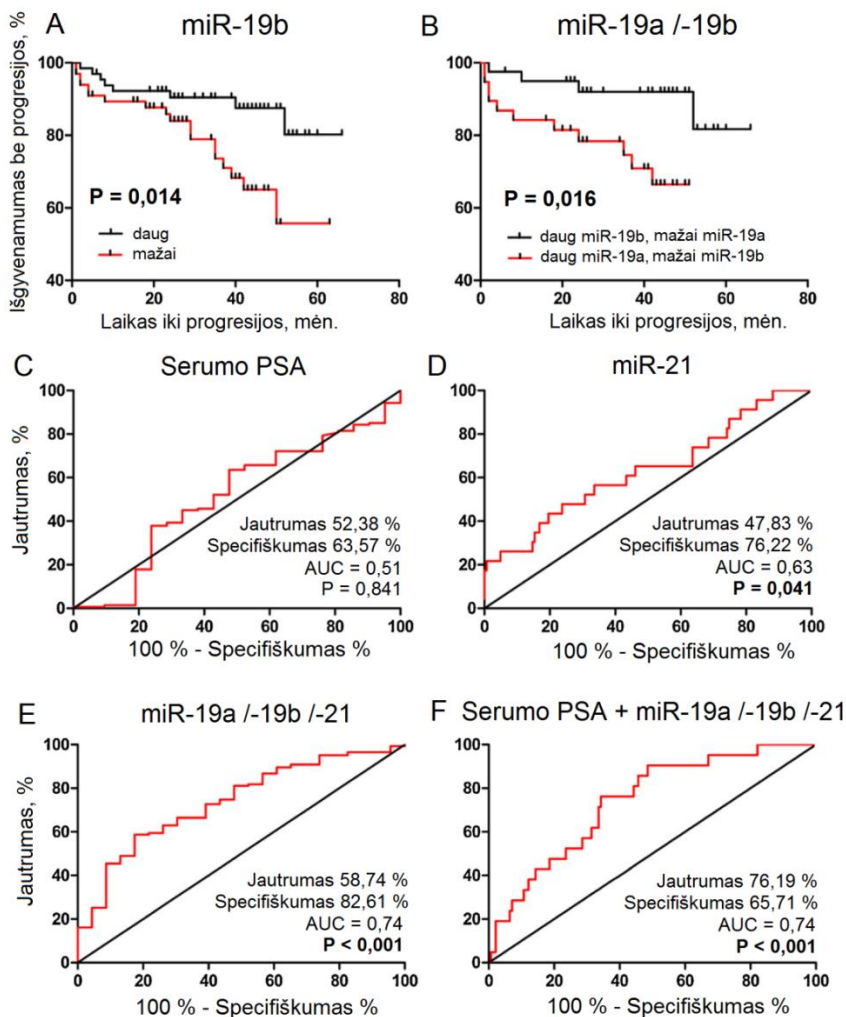 A
miR-19b
Išgyvenamumas be progresijos, %
100
80
60
40
P = 0,014
daug
mažai
0
20
40
60
80
Laikas iki progresijos, mėn.
B
miR-19a /-19b
100
80
60
40
P = 0,016
daug miR-19b, mažai miR-19a
daug miR-19a, mažai miR-19b
0
20
40
60
80
Laikas iki progresijos, mėn.
C
Serumo PSA
Jautrumas, %
100
80
60
40
20
0
Jautrumas 52,38 %
Specifiškumas 63,57 %
AUC = 0,51
P = 0,841
0
20
40
60
80
100
100 % - Specifiškumas %
D
miR-21
100
80
60
40
20
0
Jautrumas 47,83 %
Specifiškumas 76,22 %
AUC = 0,63
P = 0,041
0
20
40
60
80
100
100 % - Specifiškumas %
E
miR-19a /-19b /-21
Jautrumas, %
100
80
60
40
20
0
Jautrumas 58,74 %
Specifiškumas 82,61 %
AUC = 0,74
P < 0,001
0
20
40
60
80
100
100 % - Specifiškumas %
F
Serumo PSA + miR-19a /-19b /-21
100
80
60
40
20
0
Jautrumas 76,19 %
Specifiškumas 65,71 %
AUC = 0,74
P < 0,001
0
20
40
60
80
100
100 % - Specifiškumas %